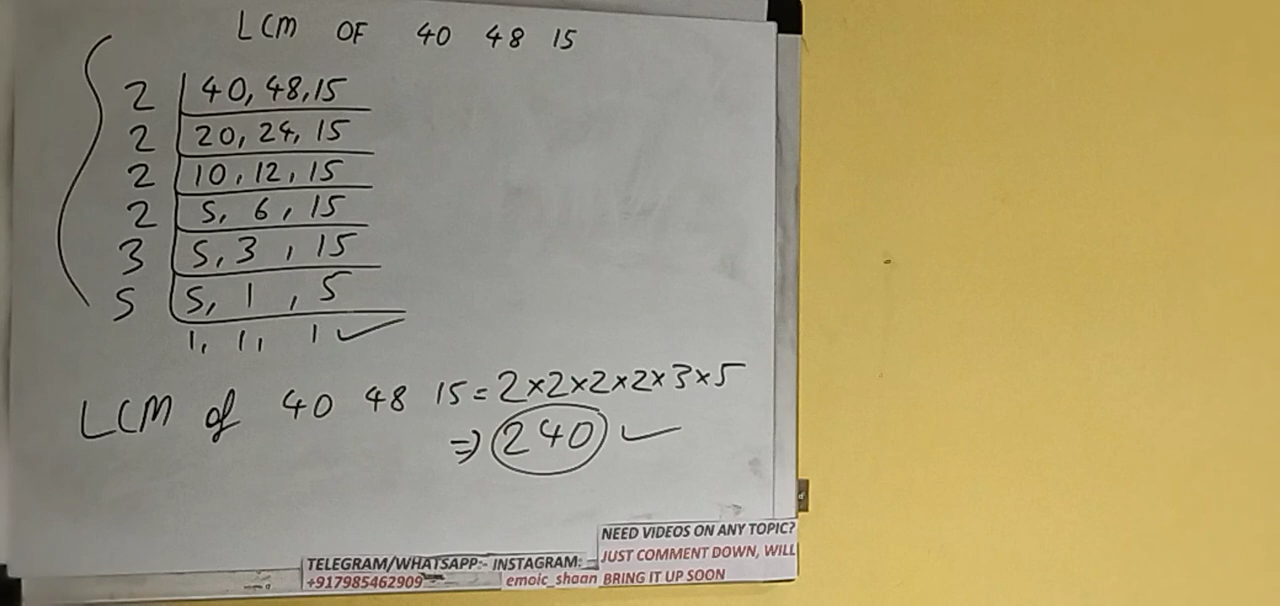 LCM OF 40 48 15
2 | 40, 48, 15
2 | 20, 24, 15
2 | 10, 12, 15
2 | 5, 6, 15
3 | 5, 3, 15
5 | 5, 1, 5
1, 1, 1 ✓
LCM of 40 48 15 = 2×2×2×2×3×5
⇒ 240 ✓
NEED VIDEOS ON ANY TOPIC?
JUST COMMENT DOWN, WILL
BRING IT UP SOON
TELEGRAM/WHATSAPP:- INSTAGRAM:-
+917985462909 emoic_shaan